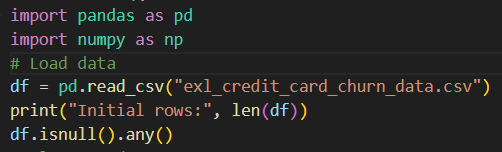 import pandas as pd
import numpy as np
# Load data
df = pd.read_csv("exl_credit_card_churn_data.csv")
print("Initial rows:", len(df))
df.isnull().any()